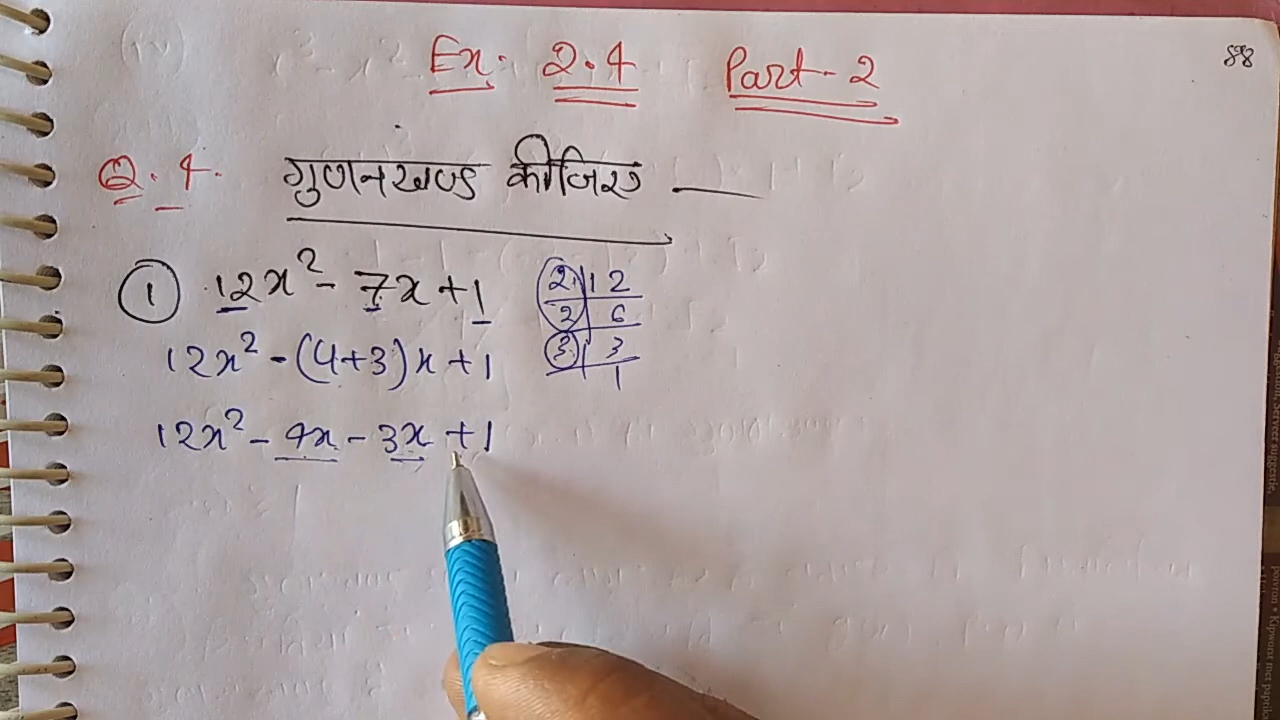 Ex. 2.4 Part-2
Q.4. गुणनखण्ड कीजिए —
① 12x² - 7x + 1
12x² - (4+3)x + 1
12x² - 4x - 3x + 1
2 12
2 6
3 3
1